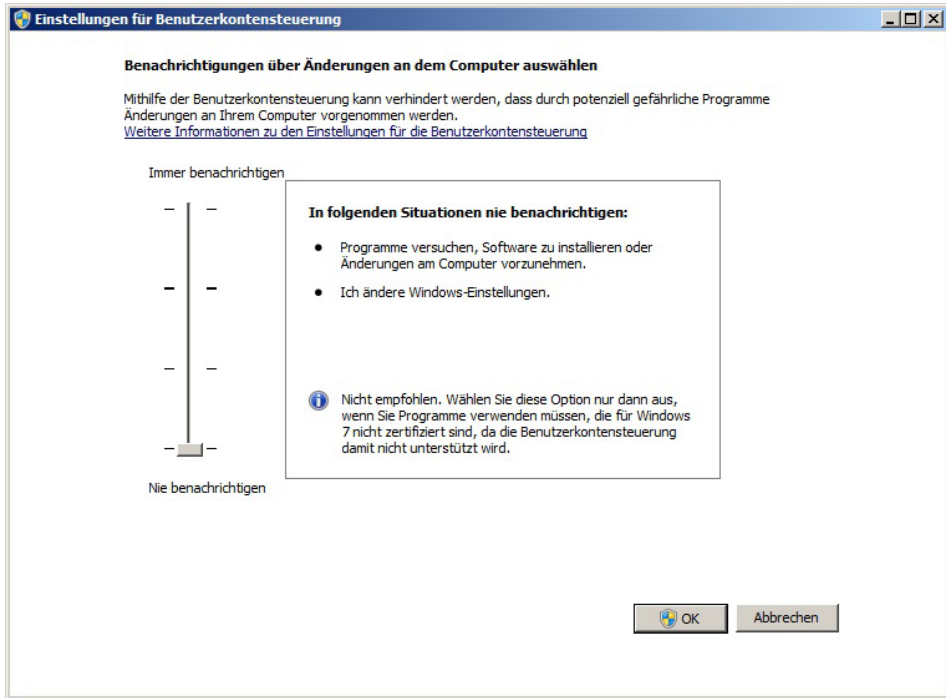 Einstellungen für Benutzerkontensteuerung
Benachrichtigungen über Änderungen an dem Computer auswählen
Mithilfe der Benutzerkontensteuerung kann verhindert werden, dass durch potenziell gefährliche Programme
Änderungen an Ihrem Computer vorgenommen werden.
Weitere Informationen zu den Einstellungen für die Benutzerkontensteuerung
Immer benachrichtigen
In folgenden Situationen nie benachrichtigen:
Programme versuchen, Software zu installieren oder
Änderungen am Computer vorzunehmen.
Ich ändere Windows-Einstellungen.
Nicht empfohlen. Wählen Sie diese Option nur dann aus,
wenn Sie Programme verwenden müssen, die für Windows
7 nicht zertifiziert sind, da die Benutzerkontensteuerung
damit nicht unterstützt wird.
Nie benachrichtigen
OK
Abbrechen